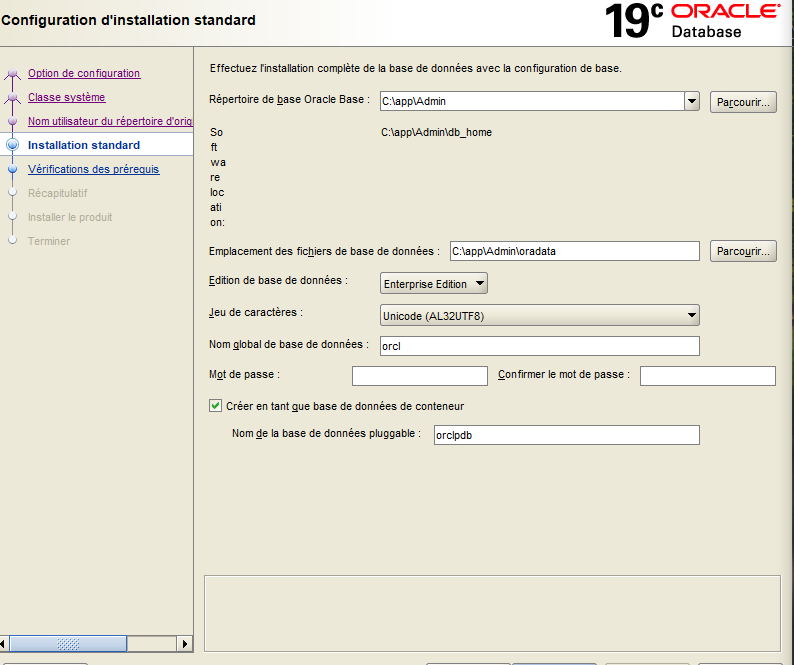 Configuration d'installation standard
19c ORACLE Database
Option de configuration
Classe système
Nom utilisateur du répertoire d'orig
Installation standard
Vérifications des prérequis
Récapitulatif
Installer le produit
Terminer
Effectuez l'installation complète de la base de données avec la configuration de base.
Répertoire de base Oracle Base : C:\app\Admin Parcourir...
So
ft
wa
re
loc
ati
on:
C:\app\Admin\db_home
Emplacement des fichiers de base de données : C:\app\Admin\oradata Parcourir...
Edition de base de données : Enterprise Edition
Jeu de caractères : Unicode (AL32UTF8)
Nom global de base de données : orcl
Mot de passe : Confirmer le mot de passe :
Créer en tant que base de données de conteneur
Nom de la base de données pluggable : orclpdb